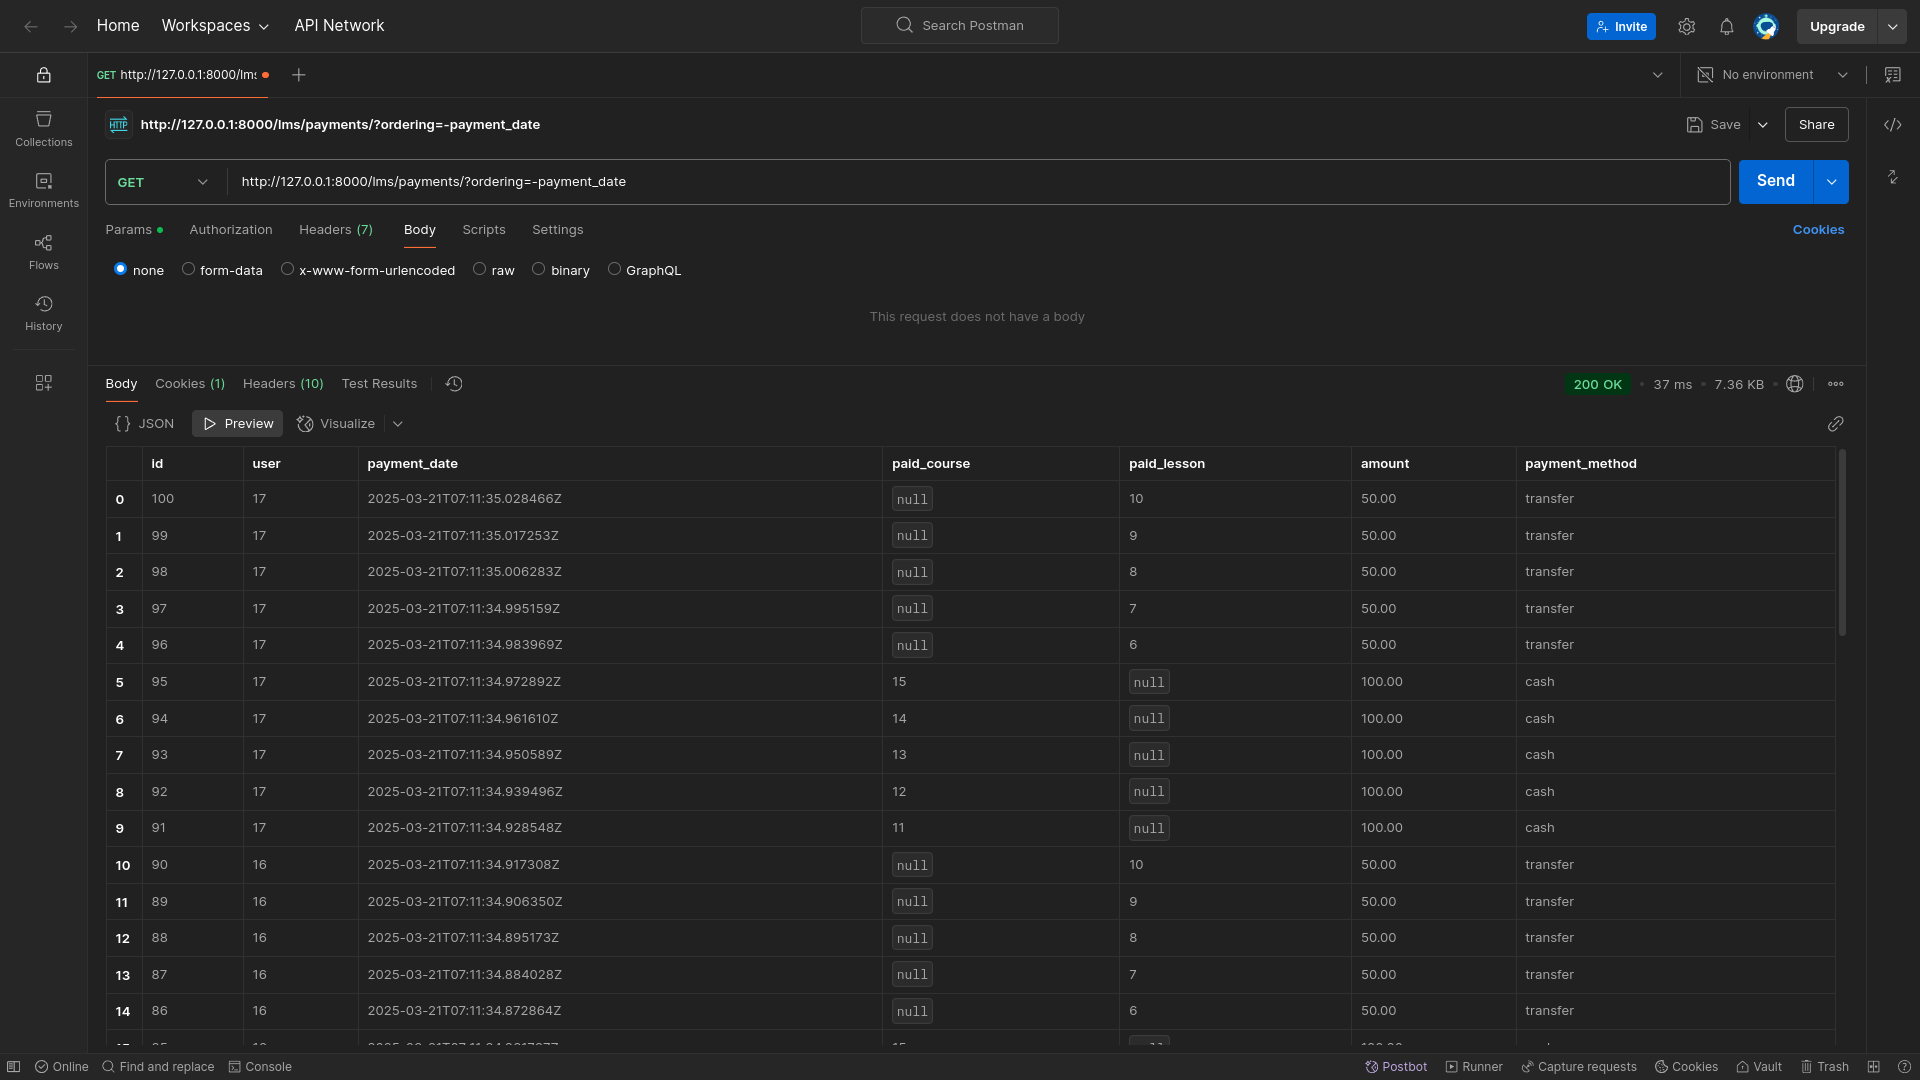 Home Workspaces API Network Search Postman Invite Upgrade
GET http://127.0.0.1:8000/lms No environment
http://127.0.0.1:8000/lms/payments/?ordering=-payment_date Save Share
Collections
GET http://127.0.0.1:8000/lms/payments/?ordering=-payment_date Send
Environments
Params Authorization Headers (7) Body Scripts Settings Cookies
Flows
none form-data x-www-form-urlencoded raw binary GraphQL
This request does not have a body
History
Body Cookies (1) Headers (10) Test Results 200 OK • 37 ms • 7.36 KB •
{} JSON Preview Visualize
id user payment_date paid_course paid_lesson amount payment_method
0 100 17 2025-03-21T07:11:35.028466Z null 10 50.00 transfer
1 99 17 2025-03-21T07:11:35.017253Z null 9 50.00 transfer
2 98 17 2025-03-21T07:11:35.006283Z null 8 50.00 transfer
3 97 17 2025-03-21T07:11:34.995159Z null 7 50.00 transfer
4 96 17 2025-03-21T07:11:34.983969Z null 6 50.00 transfer
5 95 17 2025-03-21T07:11:34.972892Z 15 null 100.00 cash
6 94 17 2025-03-21T07:11:34.961610Z 14 null 100.00 cash
7 93 17 2025-03-21T07:11:34.950589Z 13 null 100.00 cash
8 92 17 2025-03-21T07:11:34.939496Z 12 null 100.00 cash
9 91 17 2025-03-21T07:11:34.928548Z 11 null 100.00 cash
10 90 16 2025-03-21T07:11:34.917308Z null 10 50.00 transfer
11 89 16 2025-03-21T07:11:34.906350Z null 9 50.00 transfer
12 88 16 2025-03-21T07:11:34.895173Z null 8 50.00 transfer
13 87 16 2025-03-21T07:11:34.884028Z null 7 50.00 transfer
14 86 16 2025-03-21T07:11:34.872864Z null 6 50.00 transfer
Online Find and replace Console Postbot Runner Capture requests Cookies Vault Trash